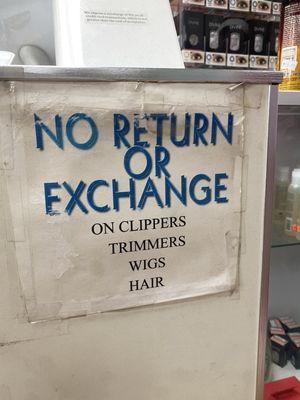 NO RETURN
OR
EXCHANGE
ON CLIPPERS
TRIMMERS
WIGS
HAIR